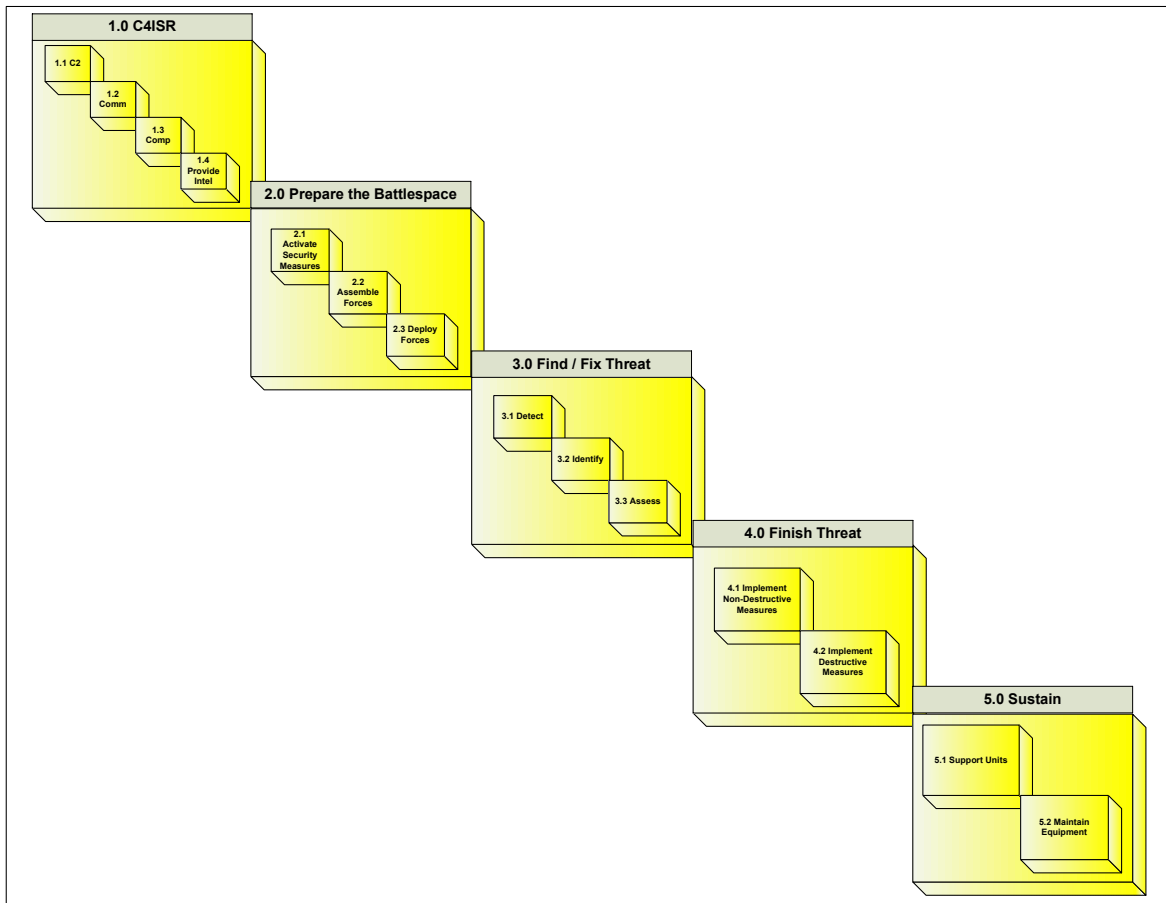 1.0 C4ISR
1.1 C2
1.2
Comm
1.3
Comp
1.4
Provide
Intel
2.0 Prepare the Battlespace
2.1
Activate
Security
Measures
2.2
Assemble
Forces
2.3 Deploy
Forces
3.0 Find / Fix Threat
3.1 Detect
3.2 Identify
3.3 Assess
4.0 Finish Threat
4.1 Implement
Non-Destructive
Measures
4.2 Implement
Destructive
Measures
5.0 Sustain
5.1 Support Units
5.2 Maintain
Equipment